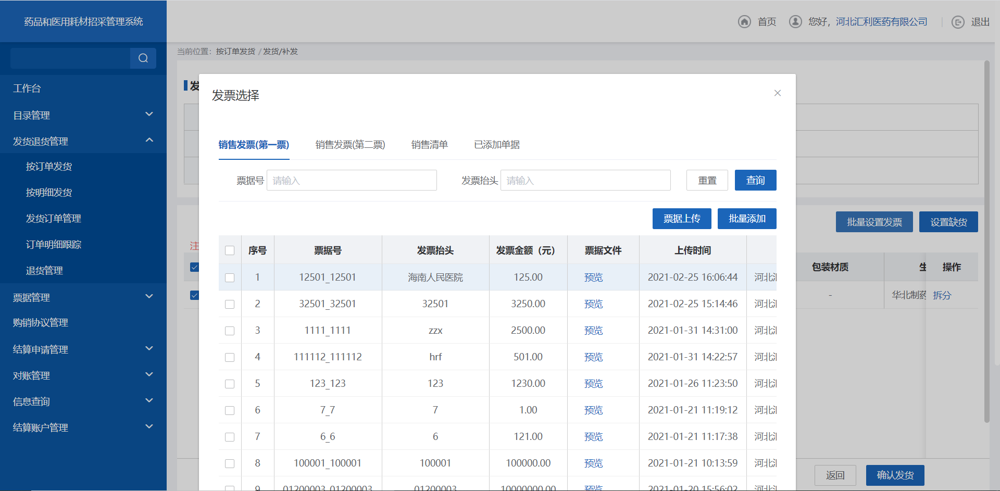 药品和医用耗材招采管理系统
首页 您好，河北汇利医药有限公司 退出
当前位置：按订单发货 / 发货/补发
工作台
目录管理
发货退货管理
按订单发货
按明细发货
发货订单管理
订单明细跟踪
退货管理
票据管理
购销协议管理
结算申请管理
对账管理
信息查询
结算账户管理
发
发票选择
销售发票(第一票) 销售发票(第二票) 销售清单 已添加单据
票据号 请输入 发票抬头 请输入 重置 查询
票据上传 批量添加
批量设置发票 设置缺货
注
序号 票据号 发票抬头 发票金额（元） 票据文件 上传时间
1 12501_12501 海南人民医院 125.00 预览 2021-02-25 16:06:44 河北
2 32501_32501 32501 3250.00 预览 2021-02-25 15:14:46 河北
3 1111_1111 zzx 2500.00 预览 2021-01-31 14:31:00 河北
4 111112_111112 hrf 501.00 预览 2021-01-31 14:22:57 河北
5 123_123 123 1230.00 预览 2021-01-26 11:23:50 河北
6 7_7 7 1.00 预览 2021-01-21 11:19:12 河北
7 6_6 6 121.00 预览 2021-01-21 11:17:38 河北
8 100001_100001 100001 100000.00 预览 2021-01-21 10:13:59 河北
9 01200003_01200003 01200003 10000000.00 预览 2021-01-20 15:56:02 河北
包装材质 生 操作
- 华北制药 拆分
返回 确认发货